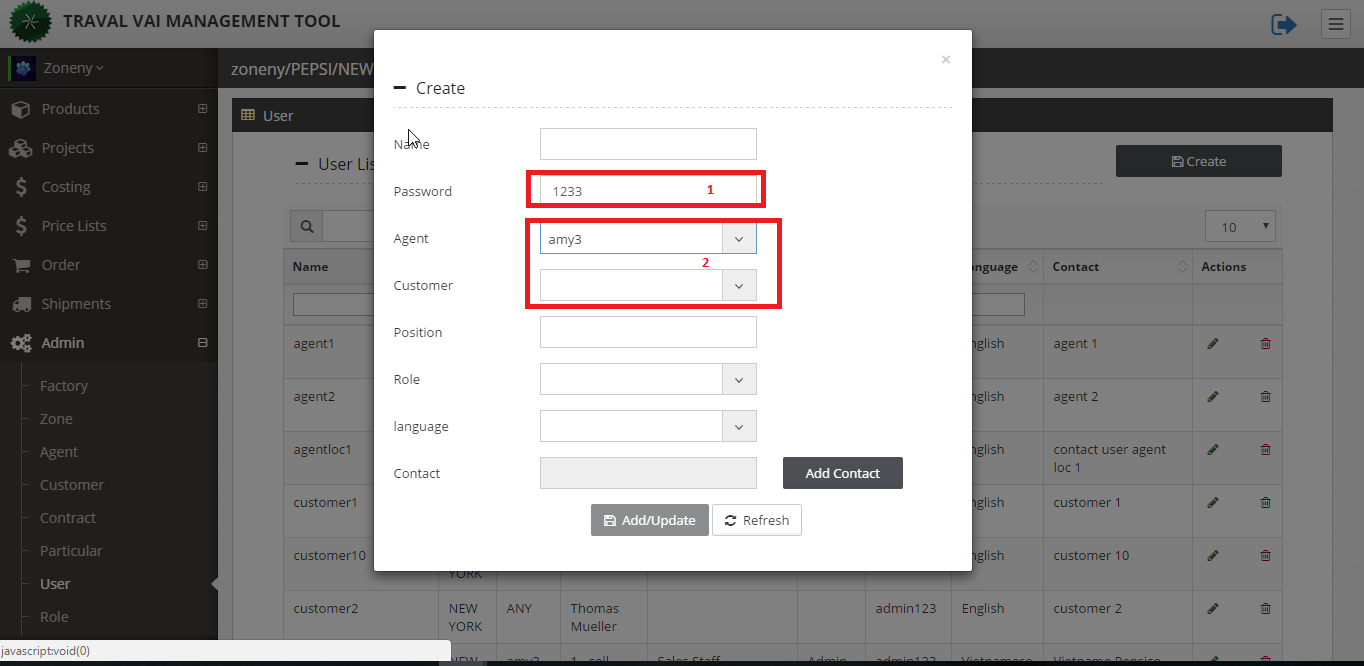 TRAVAL VAI MANAGEMENT TOOL
Zoneny
zoneny/PEPSI/NEW
Products
Projects
Costing
Price Lists
Order
Shipments
Admin
Factory
Zone
Agent
Customer
Contract
Particular
User
Role
javascript:void(0)
User
User Lis
Create
10
Name
nguage
Contact
Actions
agent1
nglish
agent 1
agent2
nglish
agent 2
agentloc1
nglish
contact user agent
loc 1
customer1
nglish
customer 1
customer10
YORK
nglish
customer 10
customer2
NEW
YORK
ANY
Thomas
Mueller
admin123
English
customer 2
NEW
amy3
1 sell
Sales Staff
Admin
admin123
Vietnamese
×
Create
Name
Password
1233
1
Agent
amy3
2
Customer
Position
Role
language
Contact
Add Contact
Add/Update
Refresh